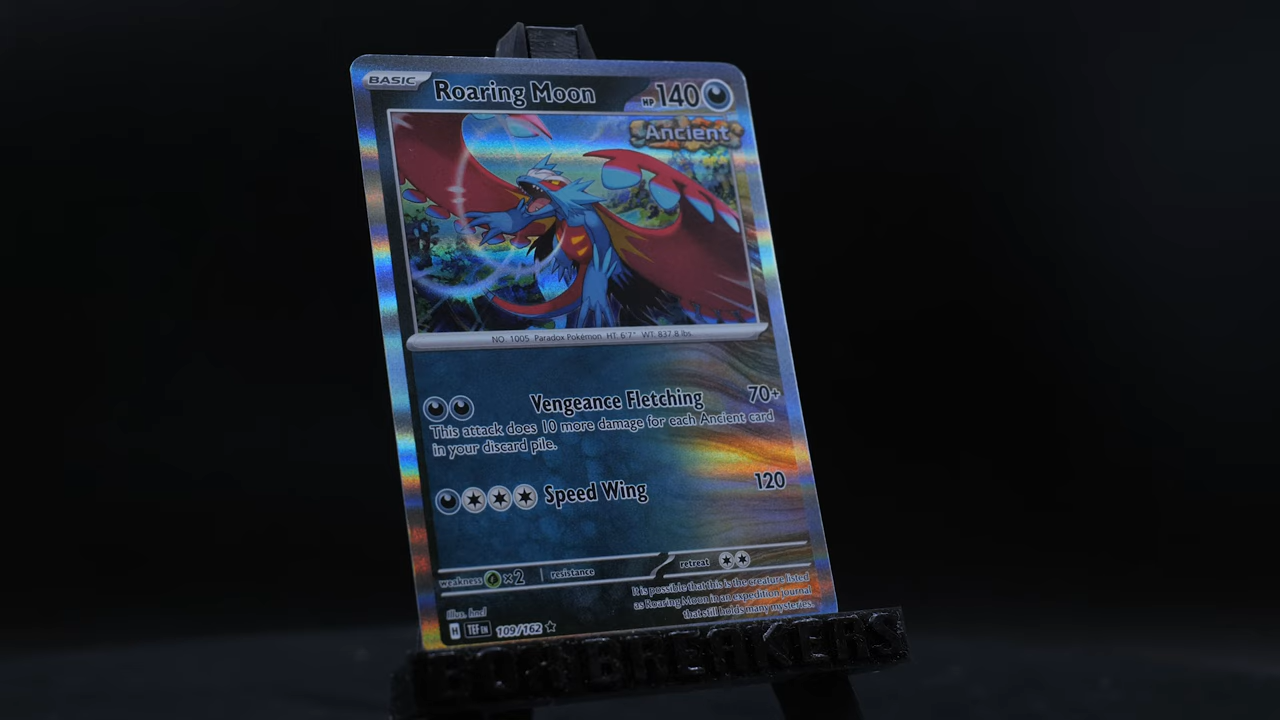 BASIC Roaring Moon HP 140
Ancient
NO. 1005 Paradox Pokémon HT: 6'7" WT: 837.8 lbs.
Vengeance Fletching 70+
This attack does 10 more damage for each Ancient card
in your discard pile.
Speed Wing 120
weakness ×2 resistance retreat
It is possible that this is the creature listed
as Roaring Moon in an expedition journal
that still holds many mysteries.
Illus. hncl
H TEF EN 109/162
BOXBREAKERS